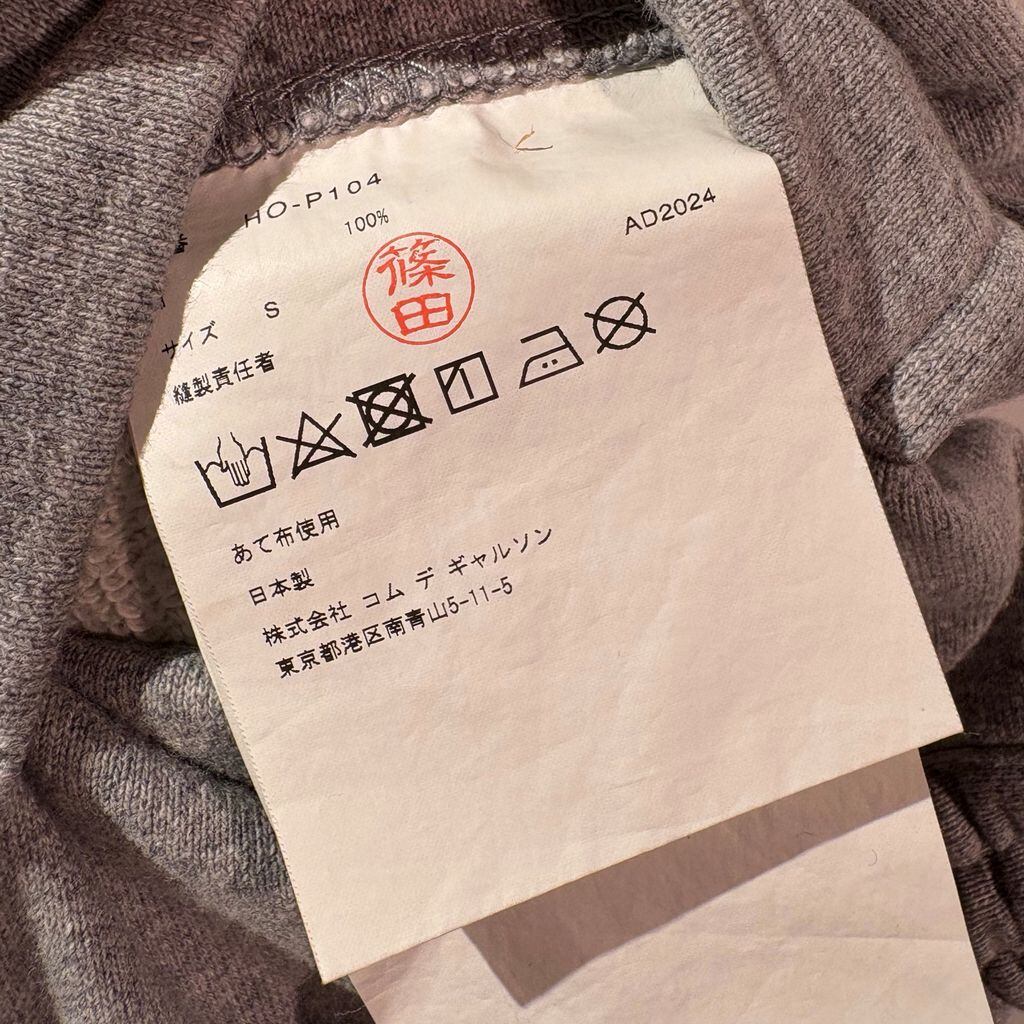 HO-P104
100%
AD2024
サイズ S
縫製責任者
篠田
あて布使用
日本製
株式会社 コム デ ギャルソン
東京都港区南青山5-11-5